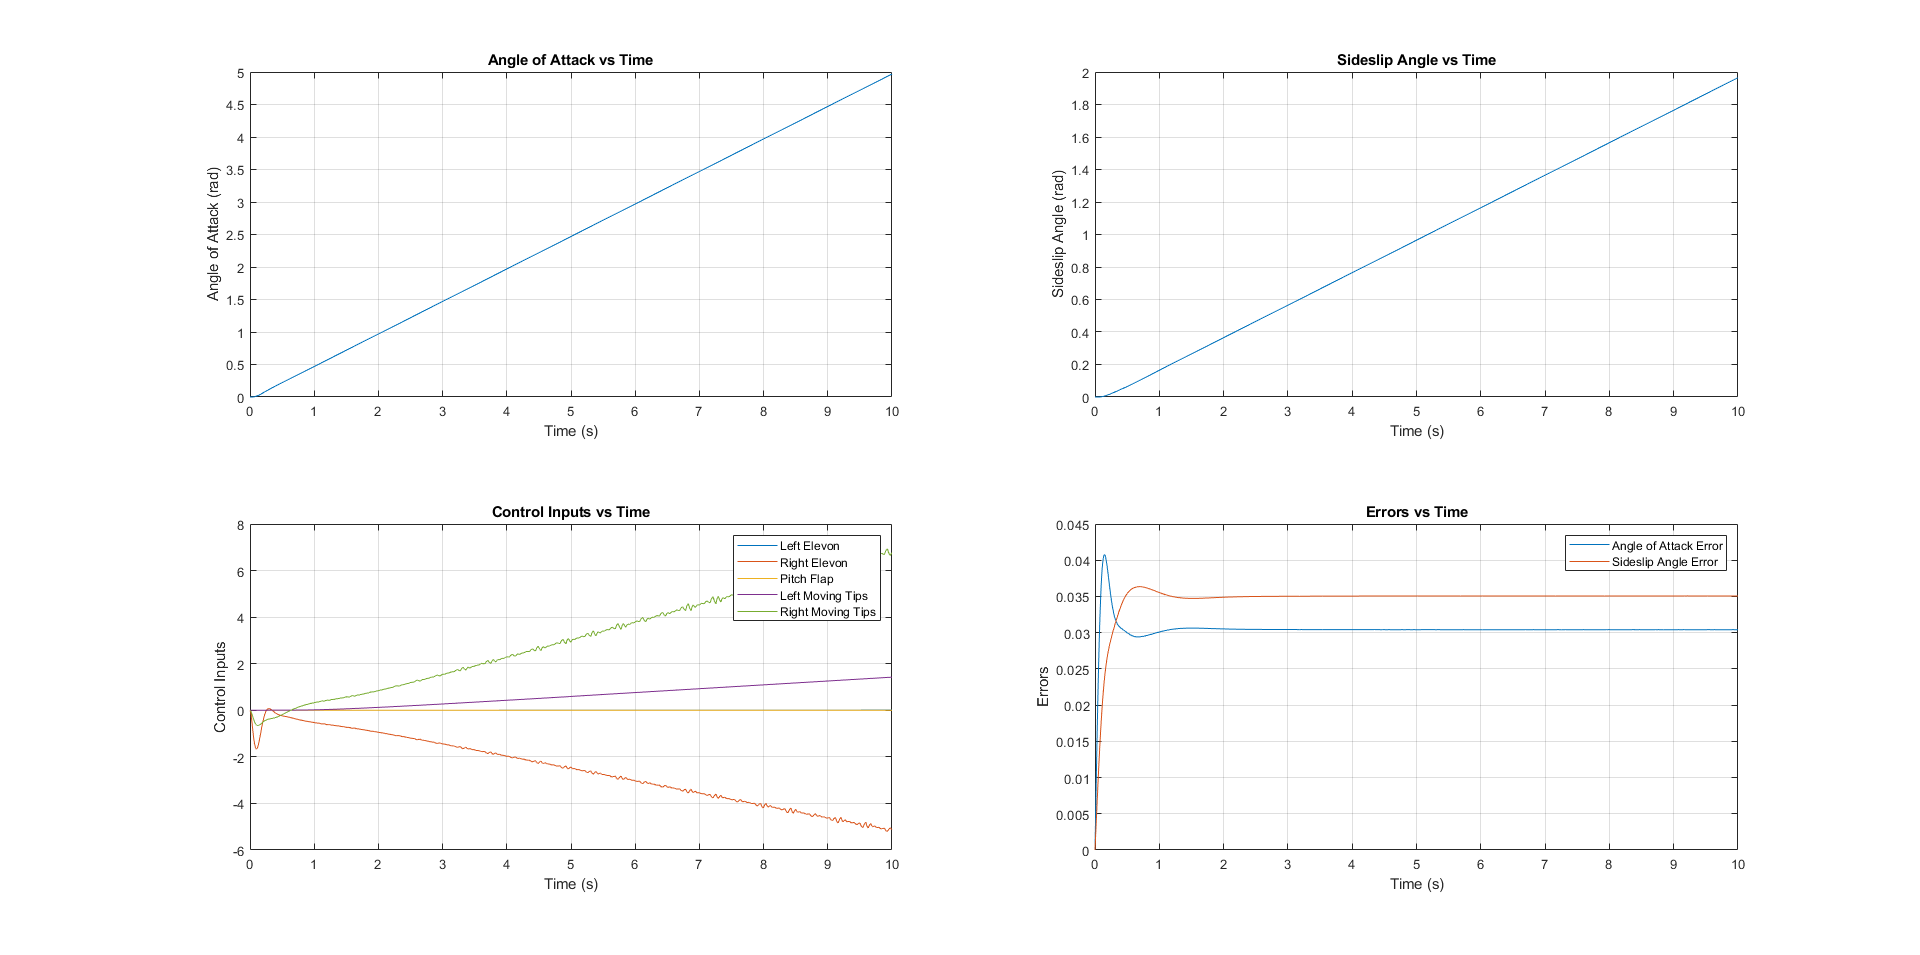 Angle of Attack vs Time
5
4.5
4
3.5
3
2.5
2
1.5
1
0.5
0
Angle of Attack (rad)
0 1 2 3 4 5 6 7 8 9 10
Time (s)
Sideslip Angle vs Time
2
1.8
1.6
1.4
1.2
1
0.8
0.6
0.4
0.2
0
Sideslip Angle (rad)
0 1 2 3 4 5 6 7 8 9 10
Time (s)
Control Inputs vs Time
8
6
4
2
0
-2
-4
-6
Control Inputs
Left Elevon
Right Elevon
Pitch Flap
Left Moving Tips
Right Moving Tips
0 1 2 3 4 5 6 7 8 9 10
Time (s)
Errors vs Time
0.045
0.04
0.035
0.03
0.025
0.02
0.015
0.01
0.005
0
Errors
Angle of Attack Error
Sideslip Angle Error
0 1 2 3 4 5 6 7 8 9 10
Time (s)